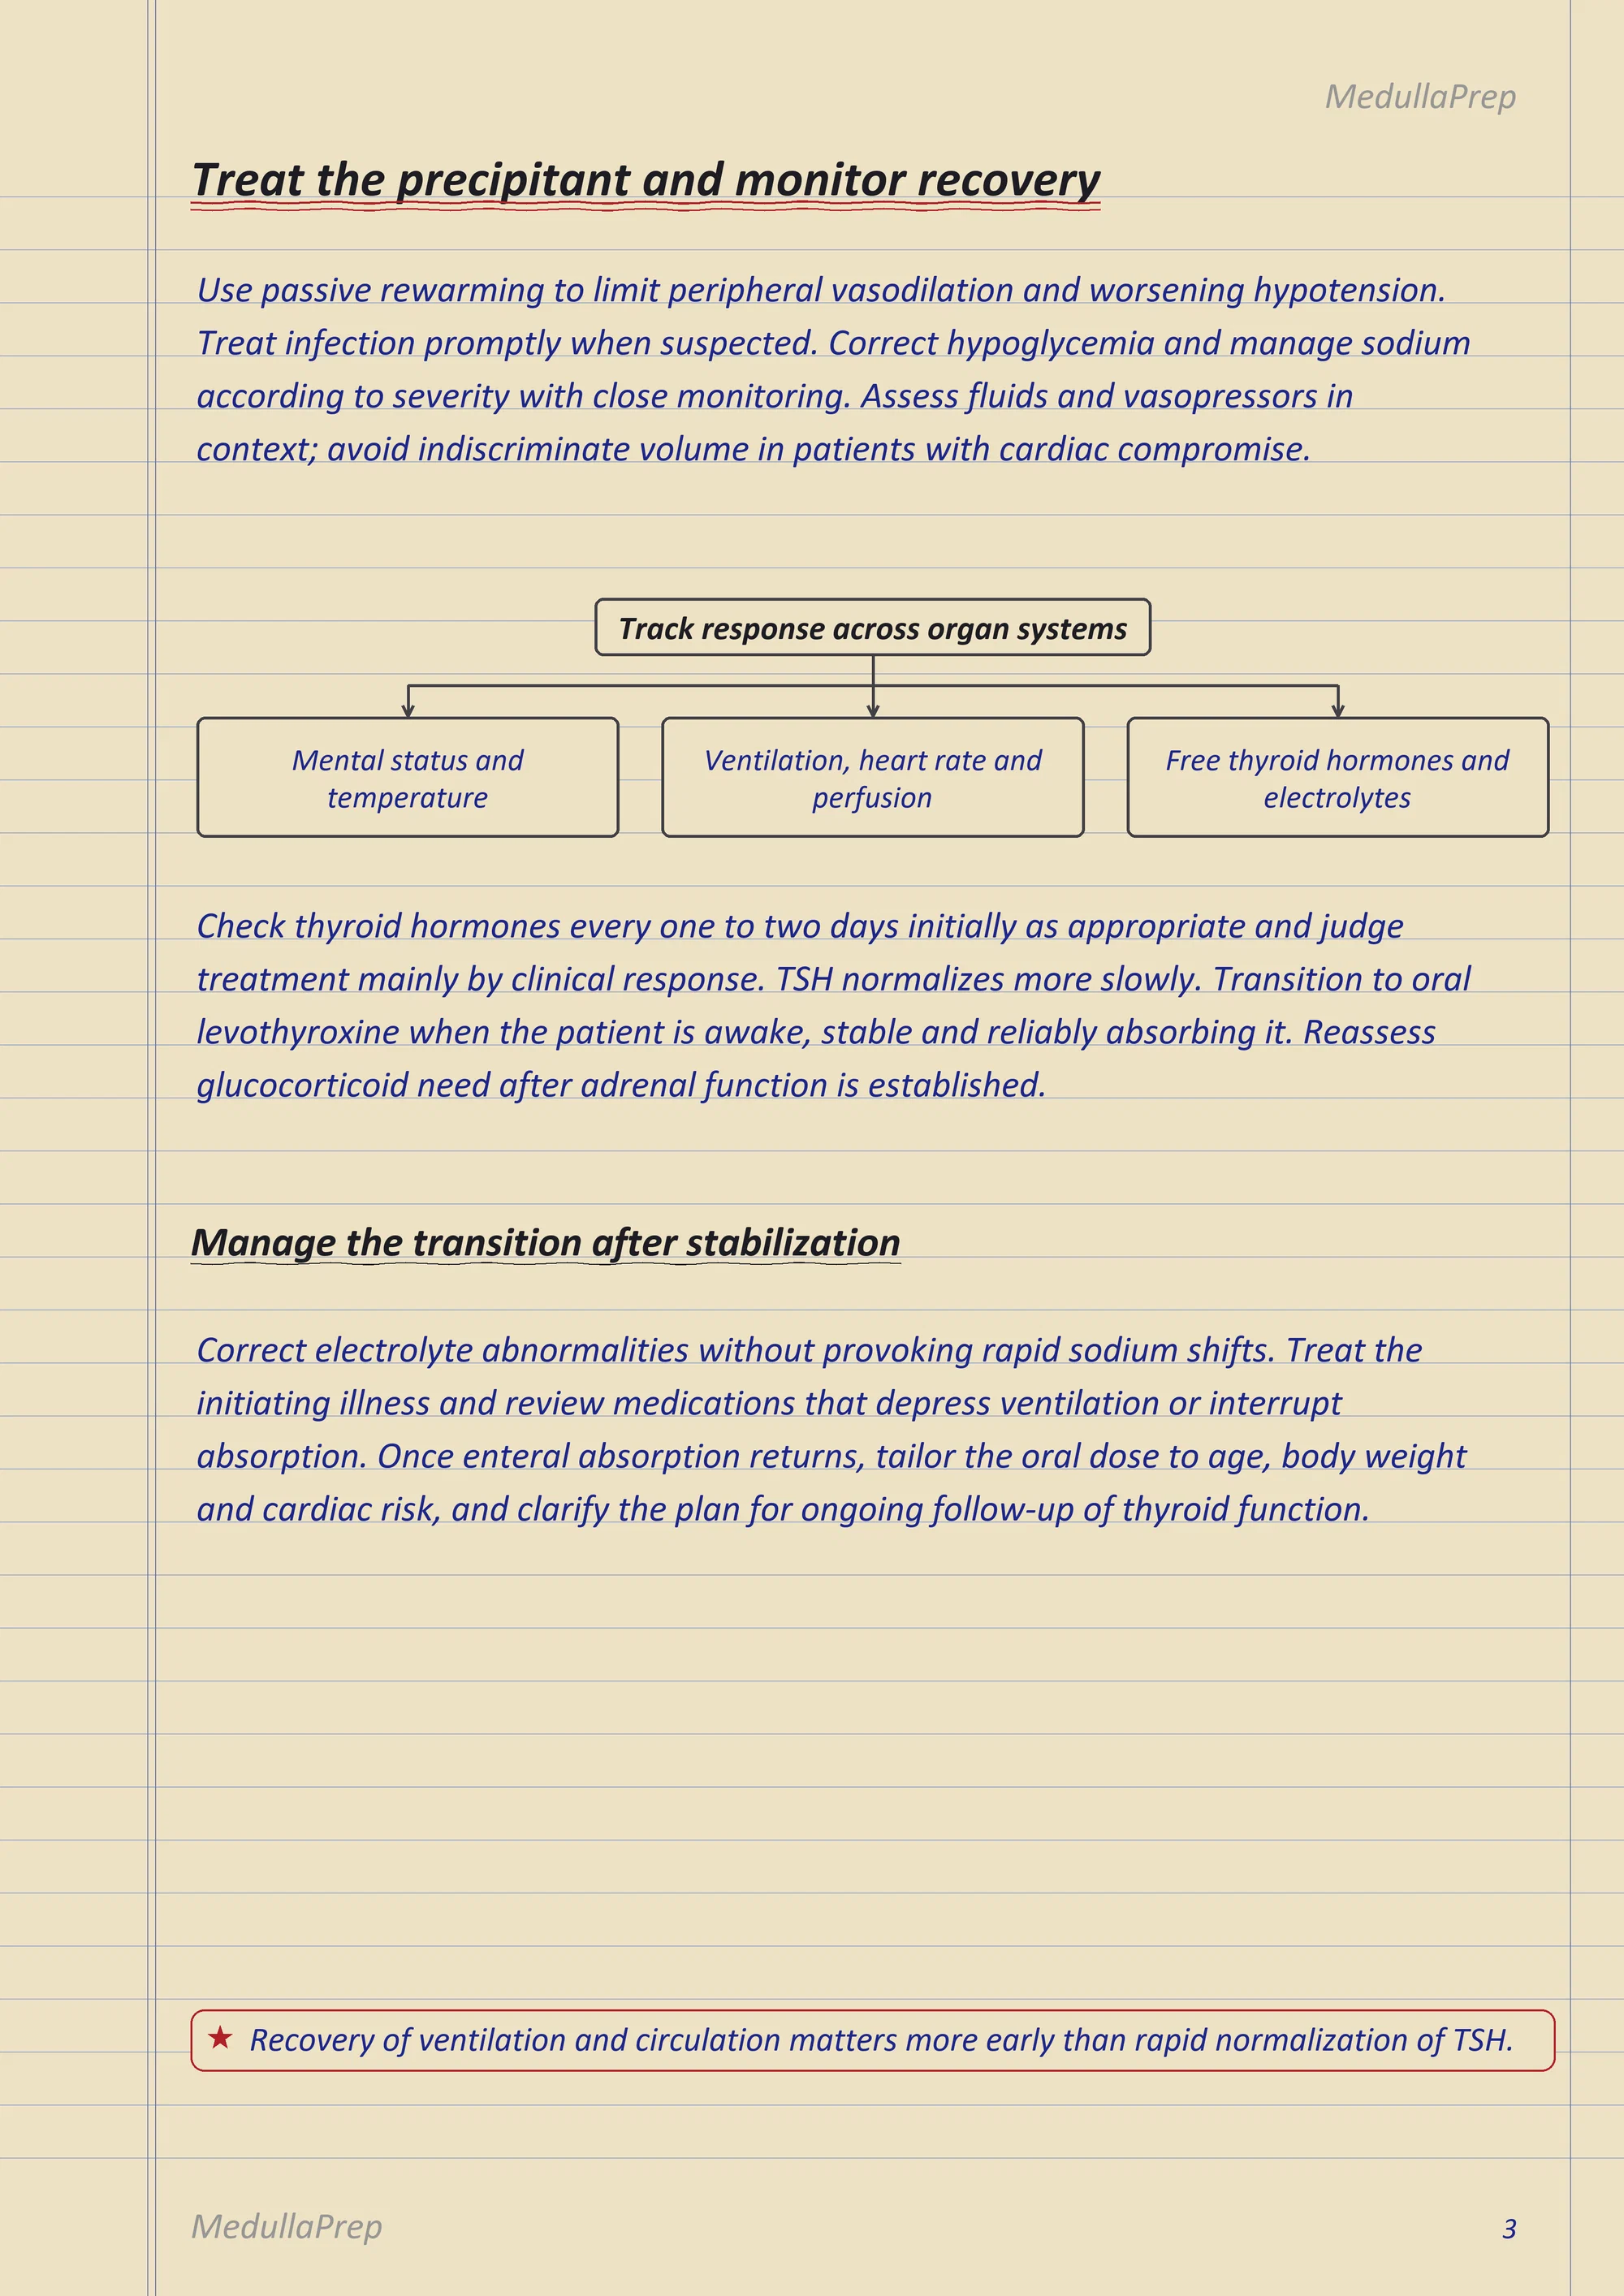 MedullaPrep
Treat the precipitant and monitor recovery
Use passive rewarming to limit peripheral vasodilation and worsening hypotension.
Treat infection promptly when suspected. Correct hypoglycemia and manage sodium
according to severity with close monitoring. Assess fluids and vasopressors in
context; avoid indiscriminate volume in patients with cardiac compromise.
Track response across organ systems
Mental status and
temperature
Ventilation, heart rate and
perfusion
Free thyroid hormones and
electrolytes
Check thyroid hormones every one to two days initially as appropriate and judge
treatment mainly by clinical response. TSH normalizes more slowly. Transition to oral
levothyroxine when the patient is awake, stable and reliably absorbing it. Reassess
glucocorticoid need after adrenal function is established.
Manage the transition after stabilization
Correct electrolyte abnormalities without provoking rapid sodium shifts. Treat the
initiating illness and review medications that depress ventilation or interrupt
absorption. Once enteral absorption returns, tailor the oral dose to age, body weight
and cardiac risk, and clarify the plan for ongoing follow-up of thyroid function.
★ Recovery of ventilation and circulation matters more early than rapid normalization of TSH.
MedullaPrep
3